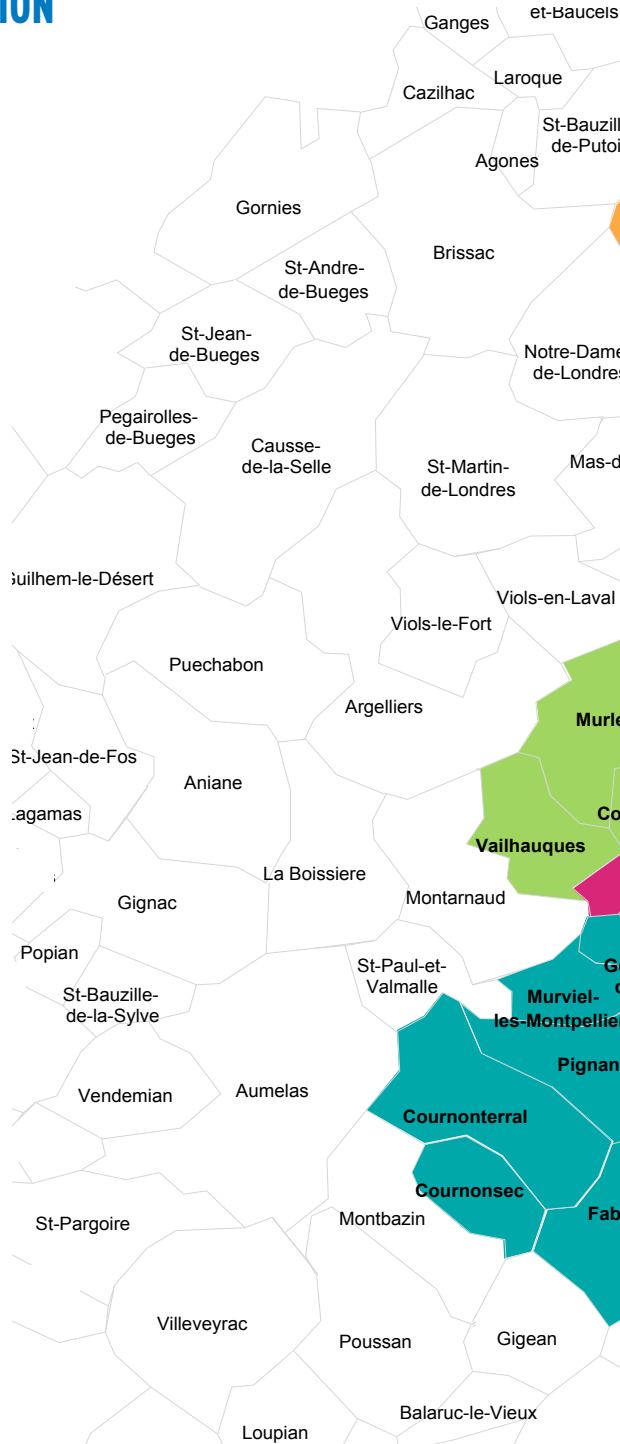 ION
Ganges
et-Baucels
Laroque
Cazilhac
St-Bauzill
de-Putoi
Agones
Gornies
Brissac
St-Andre-
de-Bueges
St-Jean-
de-Bueges
Notre-Dame
de-Londres
Pegairolles-
de-Bueges
Causse-
de-la-Selle
St-Martin-
de-Londres
Mas-d
Guilhem-le-Désert
Viols-en-Laval
Viols-le-Fort
Puechabon
Argelliers
Murle
St-Jean-de-Fos
Aniane
Lagamas
Co
Vailhauques
La Boissiere
Montarnaud
Gignac
Popian
St-Paul-et-
Valmalle
St-Bauzille-
de-la-Sylve
Murviel-
les-Montpellier
Pignan
Vendemian
Aumelas
Cournonterral
Cournonsec
St-Pargoire
Montbazin
Fab
Villeveyrac
Poussan
Gigean
Balaruc-le-Vieux
Loupian